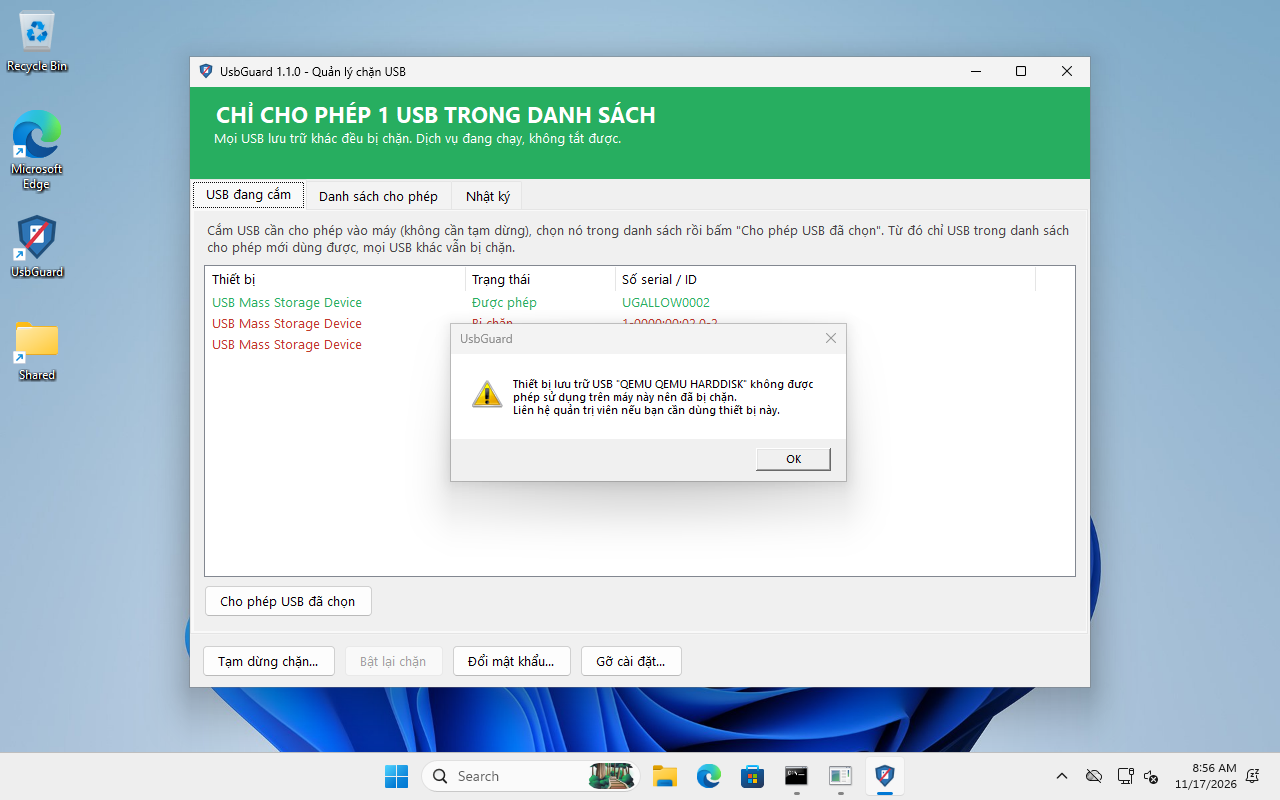 Recycle Bin
Microsoft
Edge
UsbGuard
Shared
UsbGuard 1.1.0 - Quản lý chặn USB
CHỈ CHO PHÉP 1 USB TRONG DANH SÁCH
Mọi USB lưu trữ khác đều bị chặn. Dịch vụ đang chạy, không tắt được.
USB đang cắm
Danh sách cho phép
Nhật ký
Cắm USB cần cho phép vào máy (không cần tạm dừng), chọn nó trong danh sách rồi bấm "Cho phép USB đã chọn". Từ đó chỉ USB trong danh sách
cho phép mới dùng được, mọi USB khác vẫn bị chặn.
Thiết bị Trạng thái Số serial / ID
USB Mass Storage Device Được phép UGALLOW0002
USB Mass Storage Device Bị chặn
USB Mass Storage Device
UsbGuard
Thiết bị lưu trữ USB "QEMU QEMU HARDDISK" không được
phép sử dụng trên máy này nên đã bị chặn.
Liên hệ quản trị viên nếu bạn cần dùng thiết bị này.
OK
Cho phép USB đã chọn
Tạm dừng chặn...
Bật lại chặn
Đổi mật khẩu...
Gỡ cài đặt...
Search
8:56 AM
11/17/2026